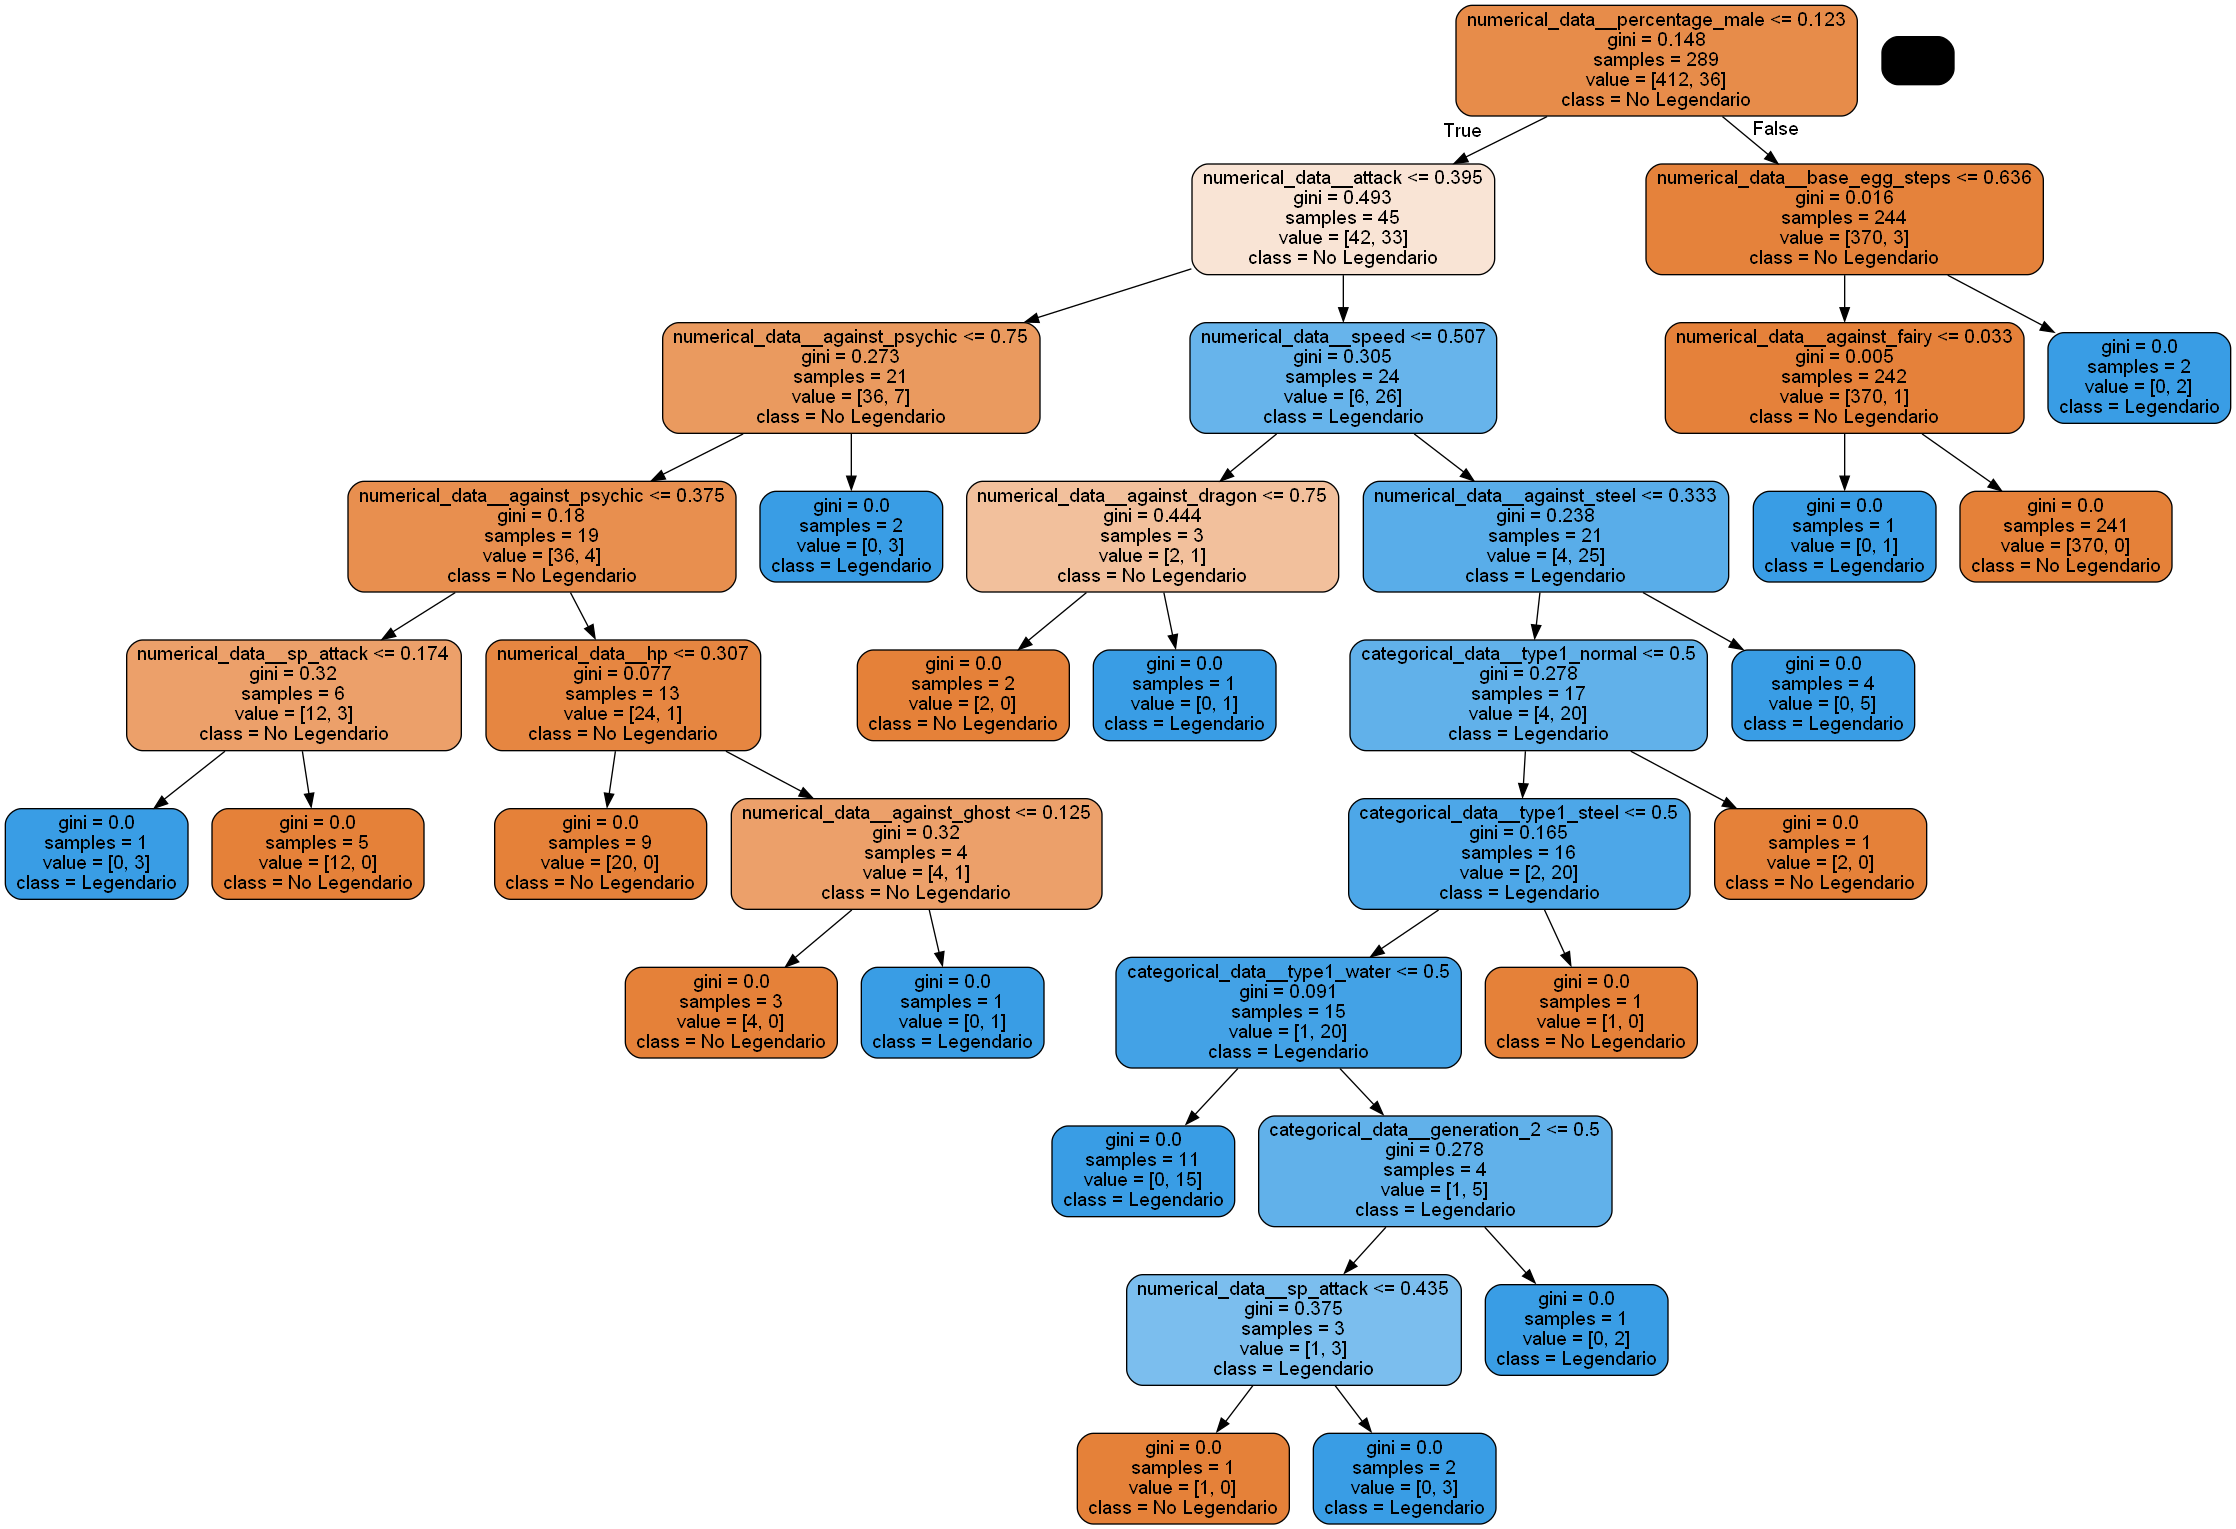 numerical_data__percentage_male <= 0.123
gini = 0.148
samples = 289
value = [412, 36]
class = No Legendario
True
False
numerical_data__attack <= 0.395
gini = 0.493
samples = 45
value = [42, 33]
class = No Legendario
numerical_data__base_egg_steps <= 0.636
gini = 0.016
samples = 244
value = [370, 3]
class = No Legendario
numerical_data__against_psychic <= 0.75
gini = 0.273
samples = 21
value = [36, 7]
class = No Legendario
numerical_data__speed <= 0.507
gini = 0.305
samples = 24
value = [6, 26]
class = Legendario
numerical_data__against_fairy <= 0.033
gini = 0.005
samples = 242
value = [370, 1]
class = No Legendario
gini = 0.0
samples = 2
value = [0, 2]
class = Legendario
numerical_data__against_psychic <= 0.375
gini = 0.18
samples = 19
value = [36, 4]
class = No Legendario
gini = 0.0
samples = 2
value = [0, 3]
class = Legendario
numerical_data__against_dragon <= 0.75
gini = 0.444
samples = 3
value = [2, 1]
class = No Legendario
numerical_data__against_steel <= 0.333
gini = 0.238
samples = 21
value = [4, 25]
class = Legendario
gini = 0.0
samples = 1
value = [0, 1]
class = Legendario
gini = 0.0
samples = 241
value = [370, 0]
class = No Legendario
numerical_data__sp_attack <= 0.174
gini = 0.32
samples = 6
value = [12, 3]
class = No Legendario
numerical_data__hp <= 0.307
gini = 0.077
samples = 13
value = [24, 1]
class = No Legendario
gini = 0.0
samples = 2
value = [2, 0]
class = No Legendario
gini = 0.0
samples = 1
value = [0, 1]
class = Legendario
categorical_data__type1_normal <= 0.5
gini = 0.278
samples = 17
value = [4, 20]
class = Legendario
gini = 0.0
samples = 4
value = [0, 5]
class = Legendario
gini = 0.0
samples = 1
value = [0, 3]
class = Legendario
gini = 0.0
samples = 5
value = [12, 0]
class = No Legendario
gini = 0.0
samples = 9
value = [20, 0]
class = No Legendario
numerical_data__against_ghost <= 0.125
gini = 0.32
samples = 4
value = [4, 1]
class = No Legendario
categorical_data__type1_steel <= 0.5
gini = 0.165
samples = 16
value = [2, 20]
class = Legendario
gini = 0.0
samples = 1
value = [2, 0]
class = No Legendario
gini = 0.0
samples = 3
value = [4, 0]
class = No Legendario
gini = 0.0
samples = 1
value = [0, 1]
class = Legendario
categorical_data__type1_water <= 0.5
gini = 0.091
samples = 15
value = [1, 20]
class = Legendario
gini = 0.0
samples = 1
value = [1, 0]
class = No Legendario
gini = 0.0
samples = 11
value = [0, 15]
class = Legendario
categorical_data__generation_2 <= 0.5
gini = 0.278
samples = 4
value = [1, 5]
class = Legendario
numerical_data__sp_attack <= 0.435
gini = 0.375
samples = 3
value = [1, 3]
class = Legendario
gini = 0.0
samples = 1
value = [0, 2]
class = Legendario
gini = 0.0
samples = 1
value = [1, 0]
class = No Legendario
gini = 0.0
samples = 2
value = [0, 3]
class = Legendario